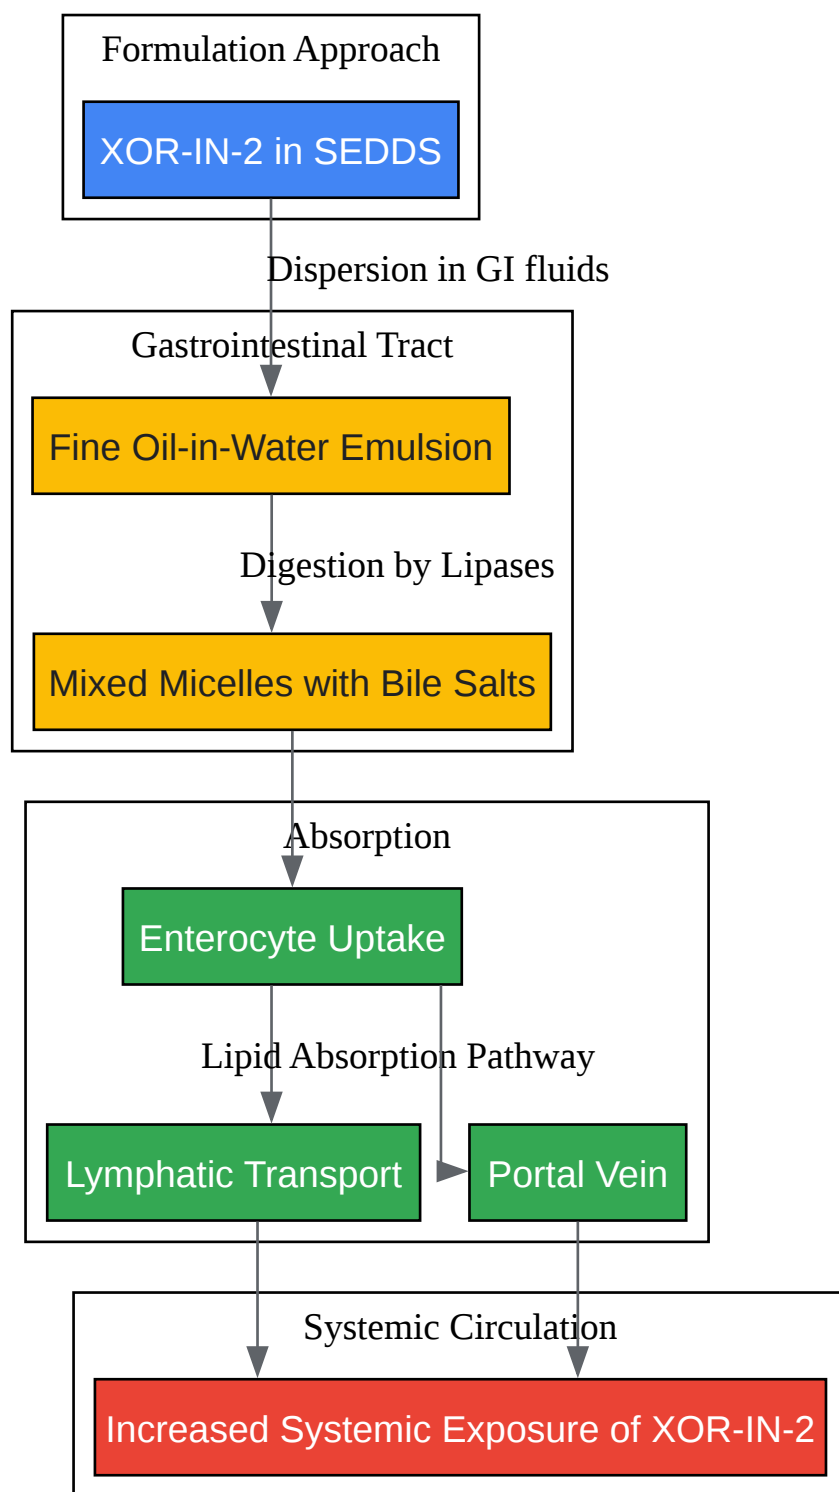 Formulation Approach
XOR-IN-2 in SEDDS
Dispersion in GI fluids
Gastrointestinal Tract
Fine Oil-in-Water Emulsion
Digestion by Lipases
Mixed Micelles with Bile Salts
Absorption
Enterocyte Uptake
Lipid Absorption Pathway
Lymphatic Transport
Portal Vein
Systemic Circulation
Increased Systemic Exposure of XOR-IN-2